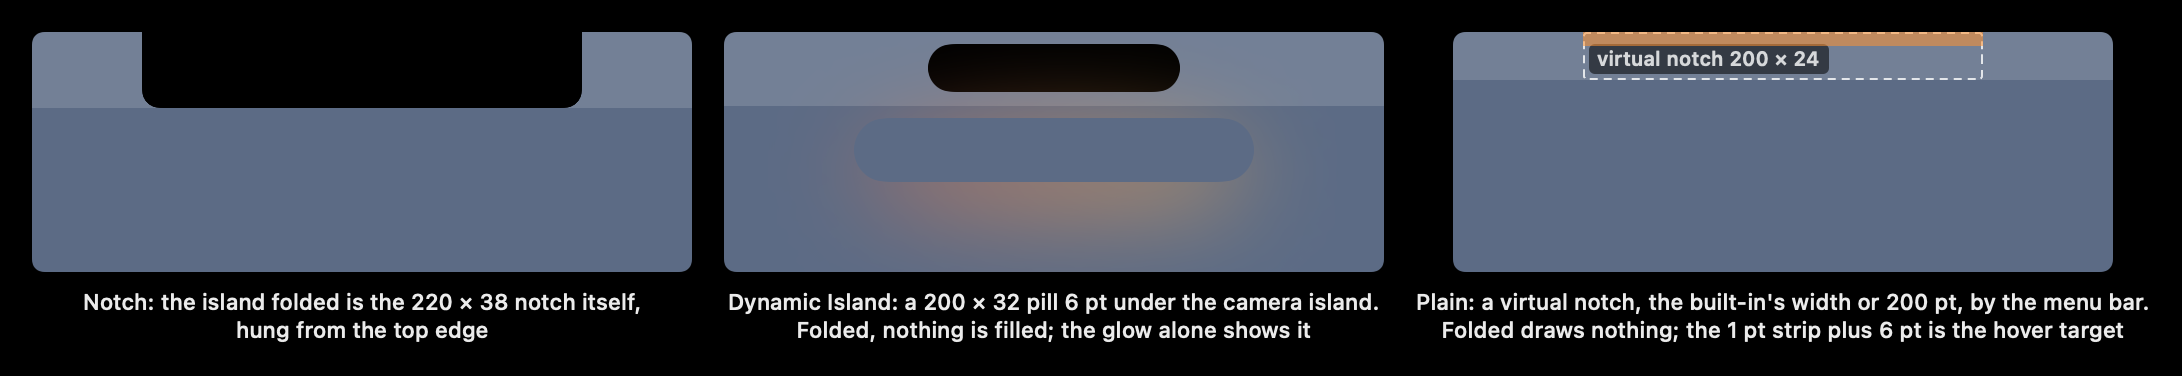 virtual notch 200 × 24
Notch: the island folded is the 220 × 38 notch itself,
hung from the top edge
Dynamic Island: a 200 × 32 pill 6 pt under the camera island.
Folded, nothing is filled; the glow alone shows it
Plain: a virtual notch, the built-in's width or 200 pt, by the menu bar.
Folded draws nothing; the 1 pt strip plus 6 pt is the hover target